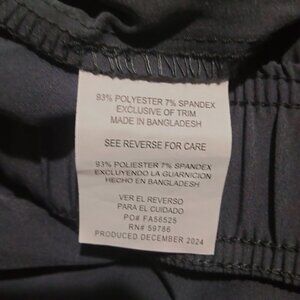 93% POLYESTER 7% SPANDEX
EXCLUSIVE OF TRIM
MADE IN BANGLADESH
SEE REVERSE FOR CARE
93% POLIESTER 7% SPANDEX
EXCLUYENDO LA GUARNICION
HECHO EN BANGLADESH
VER EL REVERSO
PARA EL CUIDADO
PO# FA56525
RN# 59786
PRODUCED DECEMBER 2024